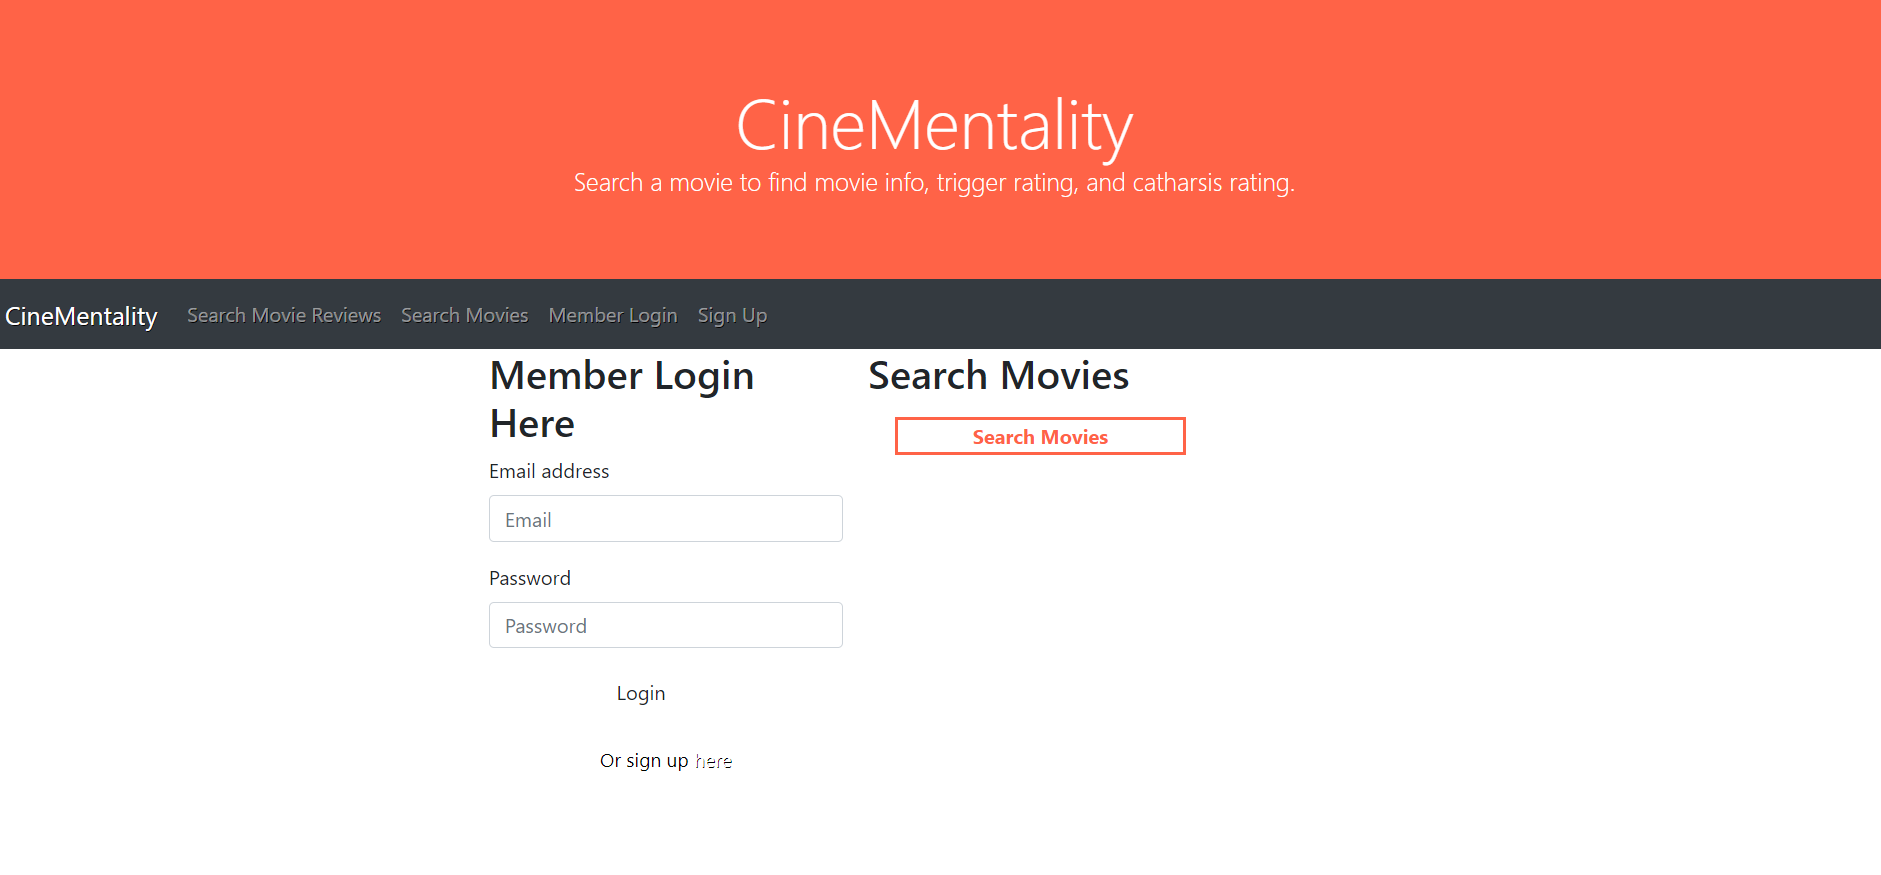 CineMentality
Search a movie to find movie info, trigger rating, and catharsis rating.
CineMentality Search Movie Reviews Search Movies Member Login Sign Up
Member Login
Here
Email address
Email
Password
Password
Login
Or sign up here
Search Movies
Search Movies